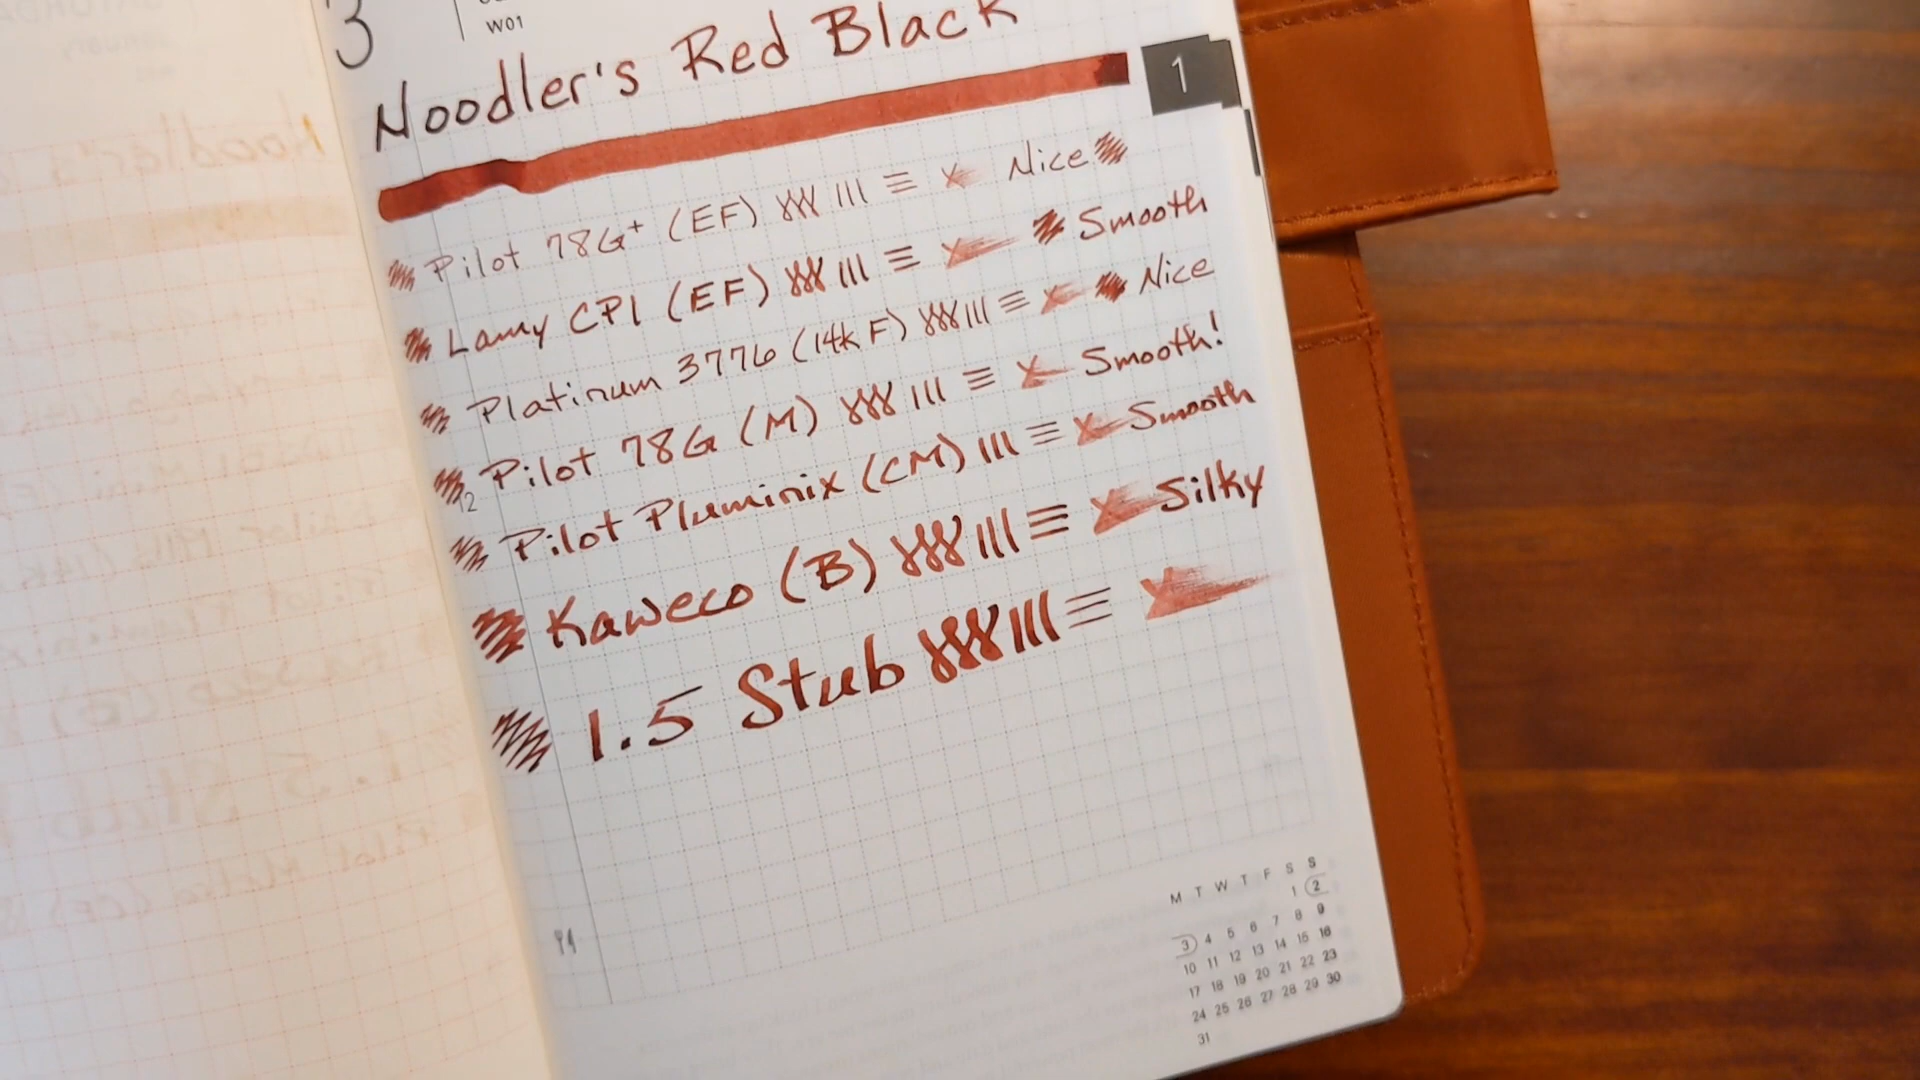 3
W01
Noodler's Red Black
1
Pilot 78G+ (EF) Nice
Lamy CP1 (EF) Smooth
Platinum 3776 (14k F) Nice
Pilot 78G (M) Smooth!
12
Pilot Pluminix (CM) Smooth
Kaweco (B) Silky
1.5 Stub
M T W T F S S
1 2
3 4 5 6 7 8 9
10 11 12 13 14 15 16
17 18 19 20 21 22 23
24 25 26 27 28 29 30
31